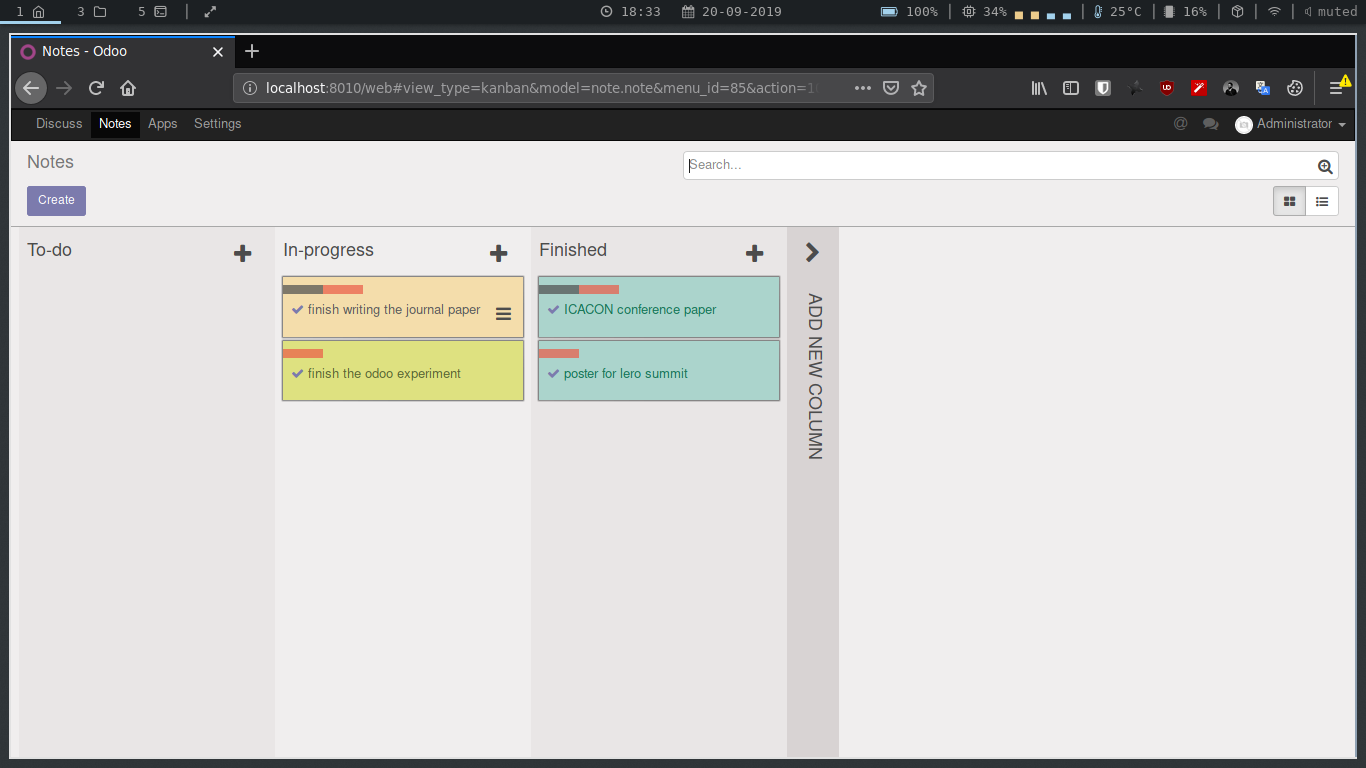 1 3 5 18:33 20-09-2019 100% 34% 25°C 16% muted
Notes - Odoo
localhost:8010/web#view_type=kanban&model=note.note&menu_id=85&action=1
Discuss Notes Apps Settings @ Administrator
Notes
Search...
Create
To-do In-progress Finished
finish writing the journal paper ICACON conference paper
finish the odoo experiment poster for lero summit
ADD NEW COLUMN